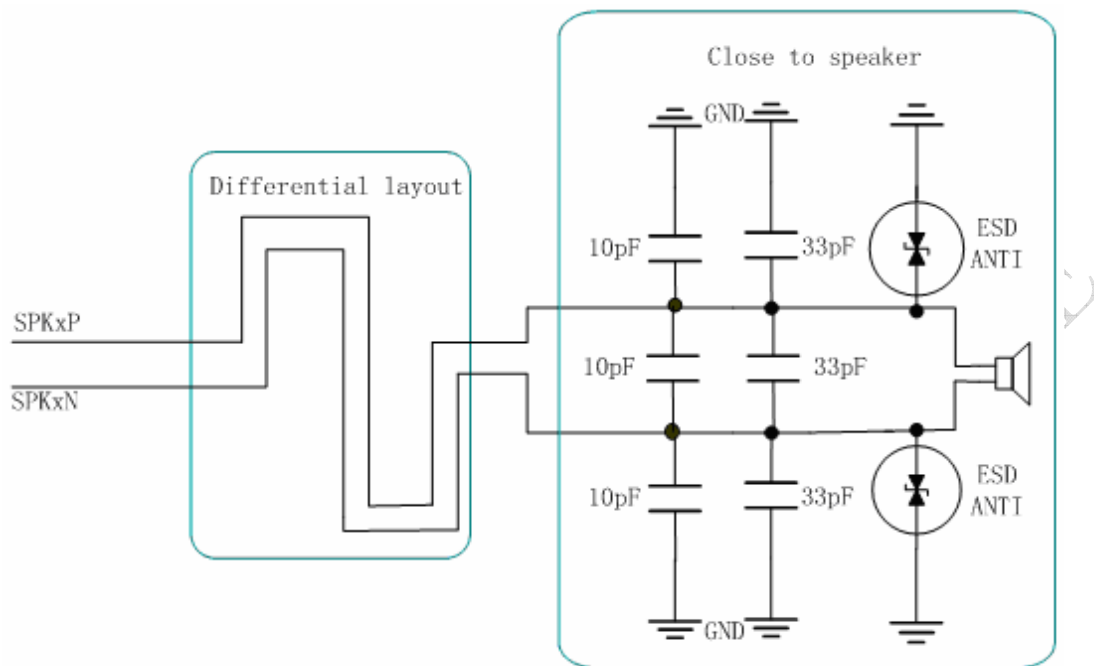 Close to speaker
GND
Differential layout
10pF
33pF
ESD
ANTI
SPKxP
10pF
33pF
SPKxN
10pF
33pF
ESD
ANTI
GND